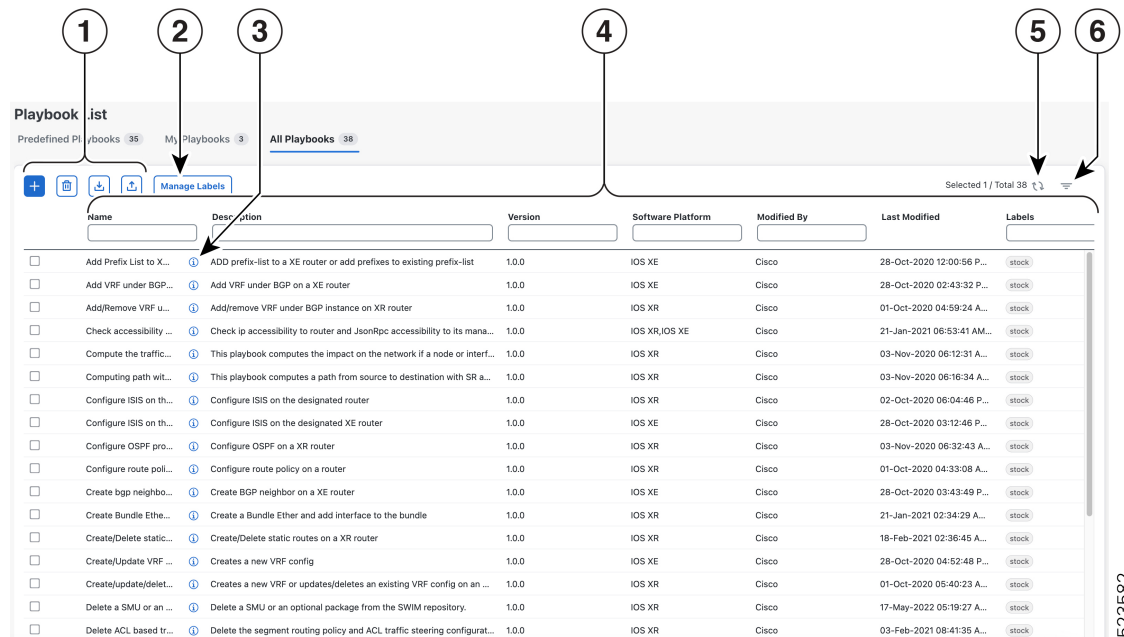 1 2 3 4 5 6
Playbook List
Predefined Playbooks 35 My Playbooks 3 All Playbooks 38
Manage Labels Selected 1 / Total 38
Name Description Version Software Platform Modified By Last Modified Labels
Add Prefix List to X... ADD prefix-list to a XE router or add prefixes to existing prefix-list 1.0.0 IOS XE Cisco 28-Oct-2020 12:00:56 P... stock
Add VRF under BGP... Add VRF under BGP on a XE router 1.0.0 IOS XE Cisco 28-Oct-2020 02:43:32 P... stock
Add/Remove VRF u... Add/remove VRF under BGP instance on XR router 1.0.0 IOS XR Cisco 01-Oct-2020 04:59:24 A... stock
Check accessibility ... Check ip accessibility to router and JsonRpc accessibility to its mana... 1.0.0 IOS XR,IOS XE Cisco 21-Jan-2021 06:53:41 AM... stock
Compute the traffic... This playbook computes the impact on the network if a node or interf... 1.0.0 IOS XR Cisco 03-Nov-2020 06:12:31 A... stock
Computing path wit... This playbook computes a path from source to destination with SR a... 1.0.0 IOS XR Cisco 03-Nov-2020 06:16:34 A... stock
Configure ISIS on th... Configure ISIS on the designated router 1.0.0 IOS XR Cisco 02-Oct-2020 06:04:46 P... stock
Configure ISIS on th... Configure ISIS on the designated XE router 1.0.0 IOS XE Cisco 28-Oct-2020 03:12:46 P... stock
Configure OSPF pro... Configure OSPF on a XR router 1.0.0 IOS XR Cisco 03-Nov-2020 06:32:43 A... stock
Configure route poli... Configure route policy on a router 1.0.0 IOS XR Cisco 01-Oct-2020 04:33:08 A... stock
Create bgp neighbo... Create BGP neighbor on a XE router 1.0.0 IOS XE Cisco 28-Oct-2020 03:43:49 P... stock
Create Bundle Ethe... Create a Bundle Ether and add interface to the bundle 1.0.0 IOS XR Cisco 21-Jan-2021 02:34:29 A... stock
Create/Delete static... Create/Delete static routes on a XR router 1.0.0 IOS XR Cisco 18-Feb-2021 02:36:45 A... stock
Create/Update VRF ... Creates a new VRF config 1.0.0 IOS XE Cisco 28-Oct-2020 04:52:48 P... stock
Create/update/delet... Creates a new VRF or updates/deletes an existing VRF config on an ... 1.0.0 IOS XR Cisco 01-Oct-2020 05:40:23 A... stock
Delete a SMU or an ... Delete a SMU or an optional package from the SWIM repository. 1.0.0 IOS XR Cisco 17-May-2022 05:19:27 A... stock
Delete ACL based tr... Delete the segment routing policy and ACL traffic steering configurat... 1.0.0 IOS XR Cisco 03-Feb-2021 08:41:35 A... stock